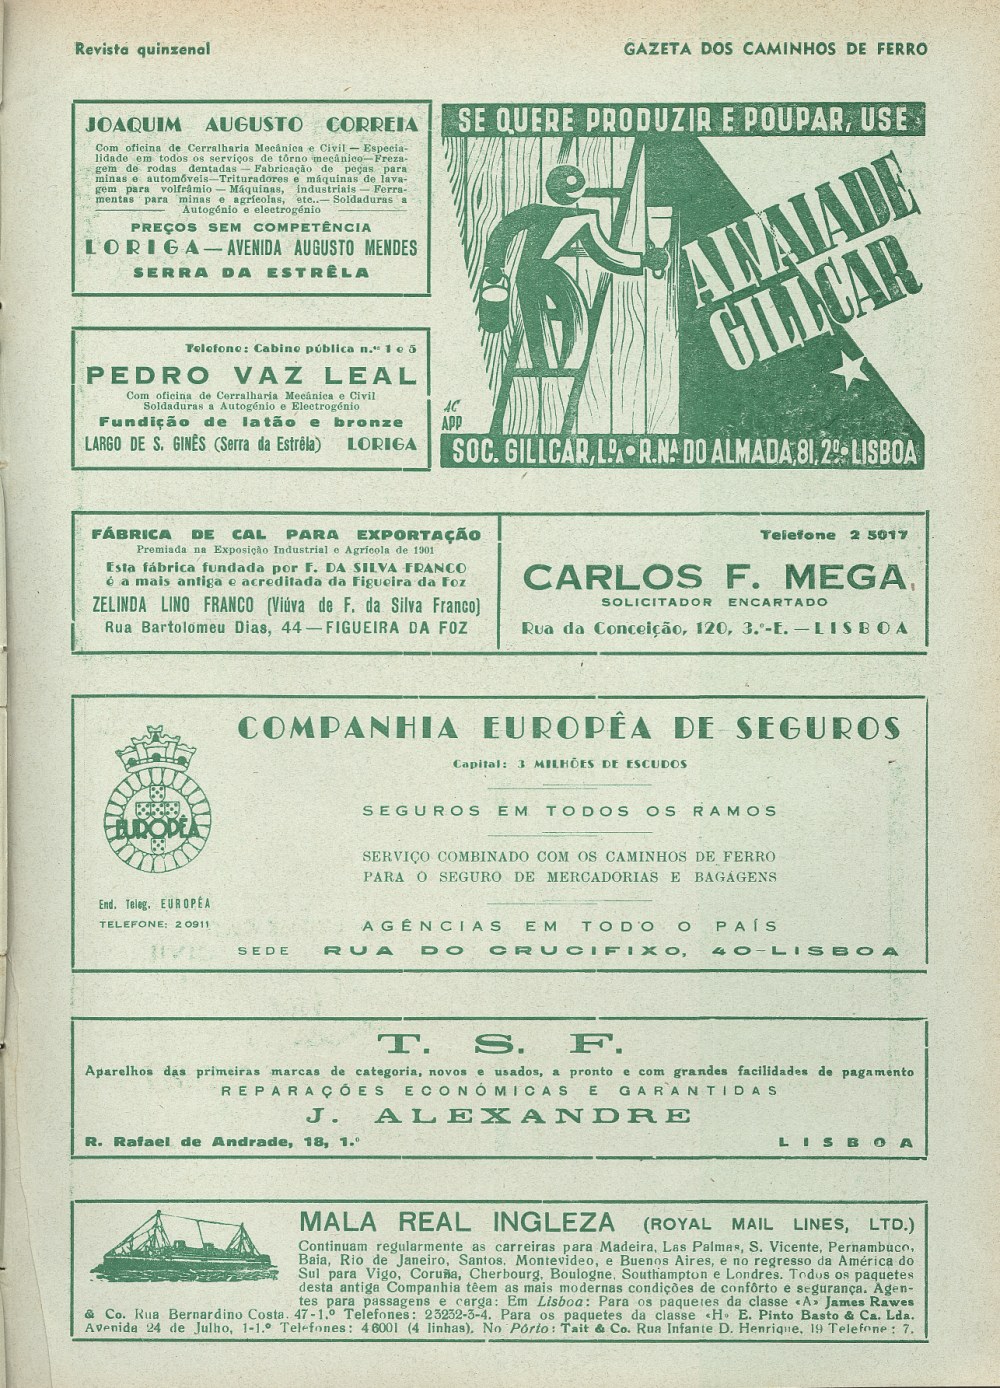 Revista quinzenal
GAZETA DOS CAMINHOS DE FERRO
JOAQUIM AUGUSTO CORREIA
Com oficina de Cerralharia Mecânica e Civil — Especia-
lidade em todos os serviços de tôrno mecânico—Freza-
gem de rodas dentadas — Fabricação de peças para
minas e automóveis—Trituradores e máquinas de lava-
gem para volfrâmio — Máquinas, industriais — Ferra-
mentas para minas e agrícolas, etc..— Soldaduras a
Autogénio e electrogénio
PREÇOS SEM COMPETÊNCIA
LORIGA — AVENIDA AUGUSTO MENDES
SERRA DA ESTRÊLA
SE QUERE PRODUZIR E POUPAR, USE
ALVAIADE
GILLCAR
AC
APP
SOC. GILLCAR, L.DA • R.N.A DO ALMADA, 81, 2.º • LISBOA
Telefone: Cabine pública n.os 1 e 5
PEDRO VAZ LEAL
Com oficina de Cerralharia Mecânica e Civil
Soldaduras a Autogénio e Electrogénio
Fundição de latão e bronze
LARGO DE S. GINÊS (Serra da Estrêla) LORIGA
FÁBRICA DE CAL PARA EXPORTAÇÃO
Premiada na Exposição Industrial e Agrícola de 1901
Esta fábrica fundada por F. DA SILVA FRANCO
é a mais antiga e acreditada da Figueira da Foz
ZELINDA LINO FRANCO (Viúva de F. da Silva Franco)
Rua Bartolomeu Dias, 44 — FIGUEIRA DA FOZ
Telefone 2 5017
CARLOS F. MEGA
SOLICITADOR ENCARTADO
Rua da Conceição, 120, 3.º-E. — LISBOA
COMPANHIA EUROPÊA DE SEGUROS
Capital: 3 MILHÕES DE ESCUDOS
SEGUROS EM TODOS OS RAMOS
SERVIÇO COMBINADO COM OS CAMINHOS DE FERRO
PARA O SEGURO DE MERCADORIAS E BAGAGENS
AGÊNCIAS EM TODO O PAÍS
SEDE RUA DO CRUCIFIXO, 40-LISBOA
EUROPÊA
End. Teleg. EUROPÊA
TELEFONE: 2 0911
T. S. F.
Aparelhos das primeiras marcas de categoria, novos e usados, a pronto e com grandes facilidades de pagamento
REPARAÇÕES ECONÓMICAS E GARANTIDAS
J. ALEXANDRE
R. Rafael de Andrade, 18, 1.º LISBOA
MALA REAL INGLEZA (ROYAL MAIL LINES, LTD.)
Continuam regularmente as carreiras para Madeira, Las Palmas, S. Vicente, Pernambuco,
Baia, Rio de Janeiro, Santos, Montevideo, e Buenos Aires, e no regresso da América do
Sul para Vigo, Coruña, Cherbourg, Boulogne, Southampton e Londres. Todos os paquetes
desta antiga Companhia têem as mais modernas condições de confôrto e segurança. Agen-
tes para passagens e carga: Em Lisboa: Para os paquetes da classe «A» James Rawes
& Co. Rua Bernardino Costa, 47-1.º Telefones: 23232-3-4. Para os paquetes da classe «H» E. Pinto Basto & Ca. Lda.
Avenida 24 de Julho, 1-1.º Telefones: 46001 (4 linhas). No Pôrto: Tait & Co. Rua Infante D. Henrique, 19 Telefone: 7.